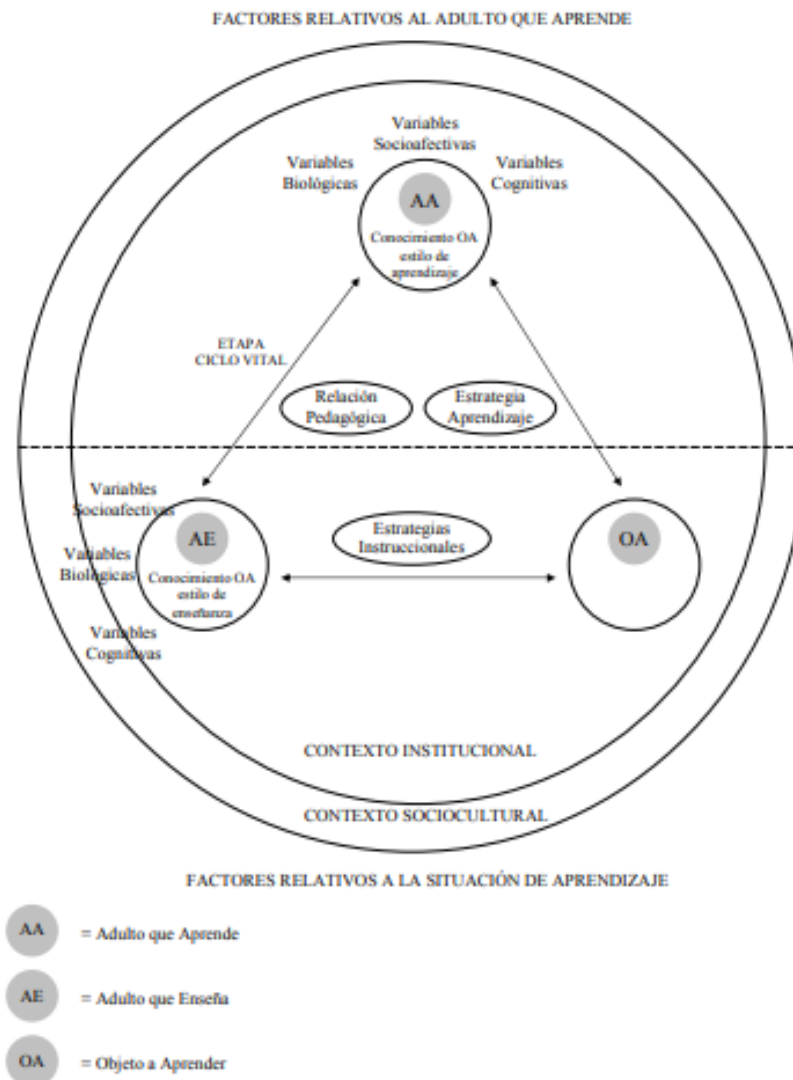 FACTORES RELATIVOS AL ADULTO QUE APRENDE
Variables
Socioafectivas
Variables
Biológicas
Variables
Cognitivas
AA
Conocimiento OA
estilo de
aprendizaje
ETAPA
CICLO VITAL
Relación
Pedagógica
Estrategia
Aprendizaje
Variables
Socioafectivas
Variables
Biológicas
Variables
Cognitivas
AE
Conocimiento OA
estilo de
enseñanza
Estrategias
Instruccionales
OA
CONTEXTO INSTITUCIONAL
CONTEXTO SOCIOCULTURAL
FACTORES RELATIVOS A LA SITUACIÓN DE APRENDIZAJE
AA = Adulto que Aprende
AE = Adulto que Enseña
OA = Objeto a Aprender